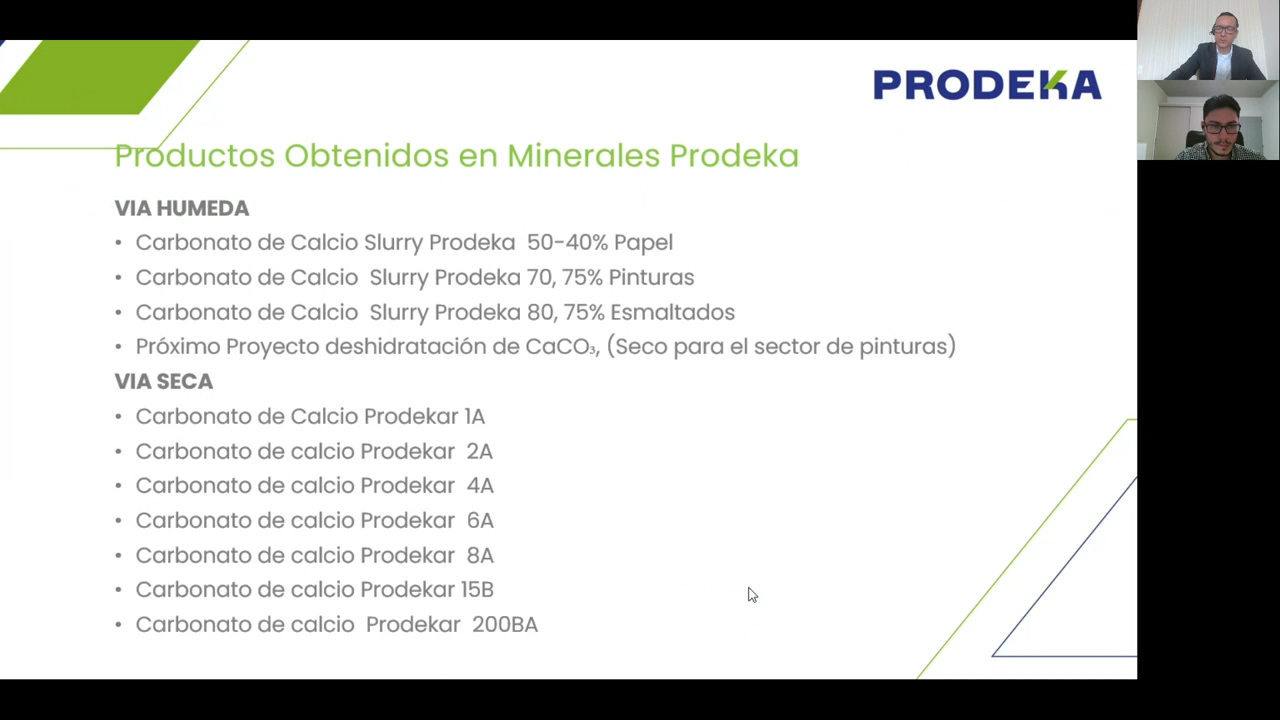 PRODEKA
Productos Obtenidos en Minerales Prodeka
VIA HUMEDA
• Carbonato de Calcio Slurry Prodeka 50-40% Papel
• Carbonato de Calcio Slurry Prodeka 70, 75% Pinturas
• Carbonato de Calcio Slurry Prodeka 80, 75% Esmaltados
• Próximo Proyecto deshidratación de CaCO₃, (Seco para el sector de pinturas)
VIA SECA
• Carbonato de Calcio Prodekar 1A
• Carbonato de calcio Prodekar 2A
• Carbonato de calcio Prodekar 4A
• Carbonato de calcio Prodekar 6A
• Carbonato de calcio Prodekar 8A
• Carbonato de calcio Prodekar 15B
• Carbonato de calcio Prodekar 200BA